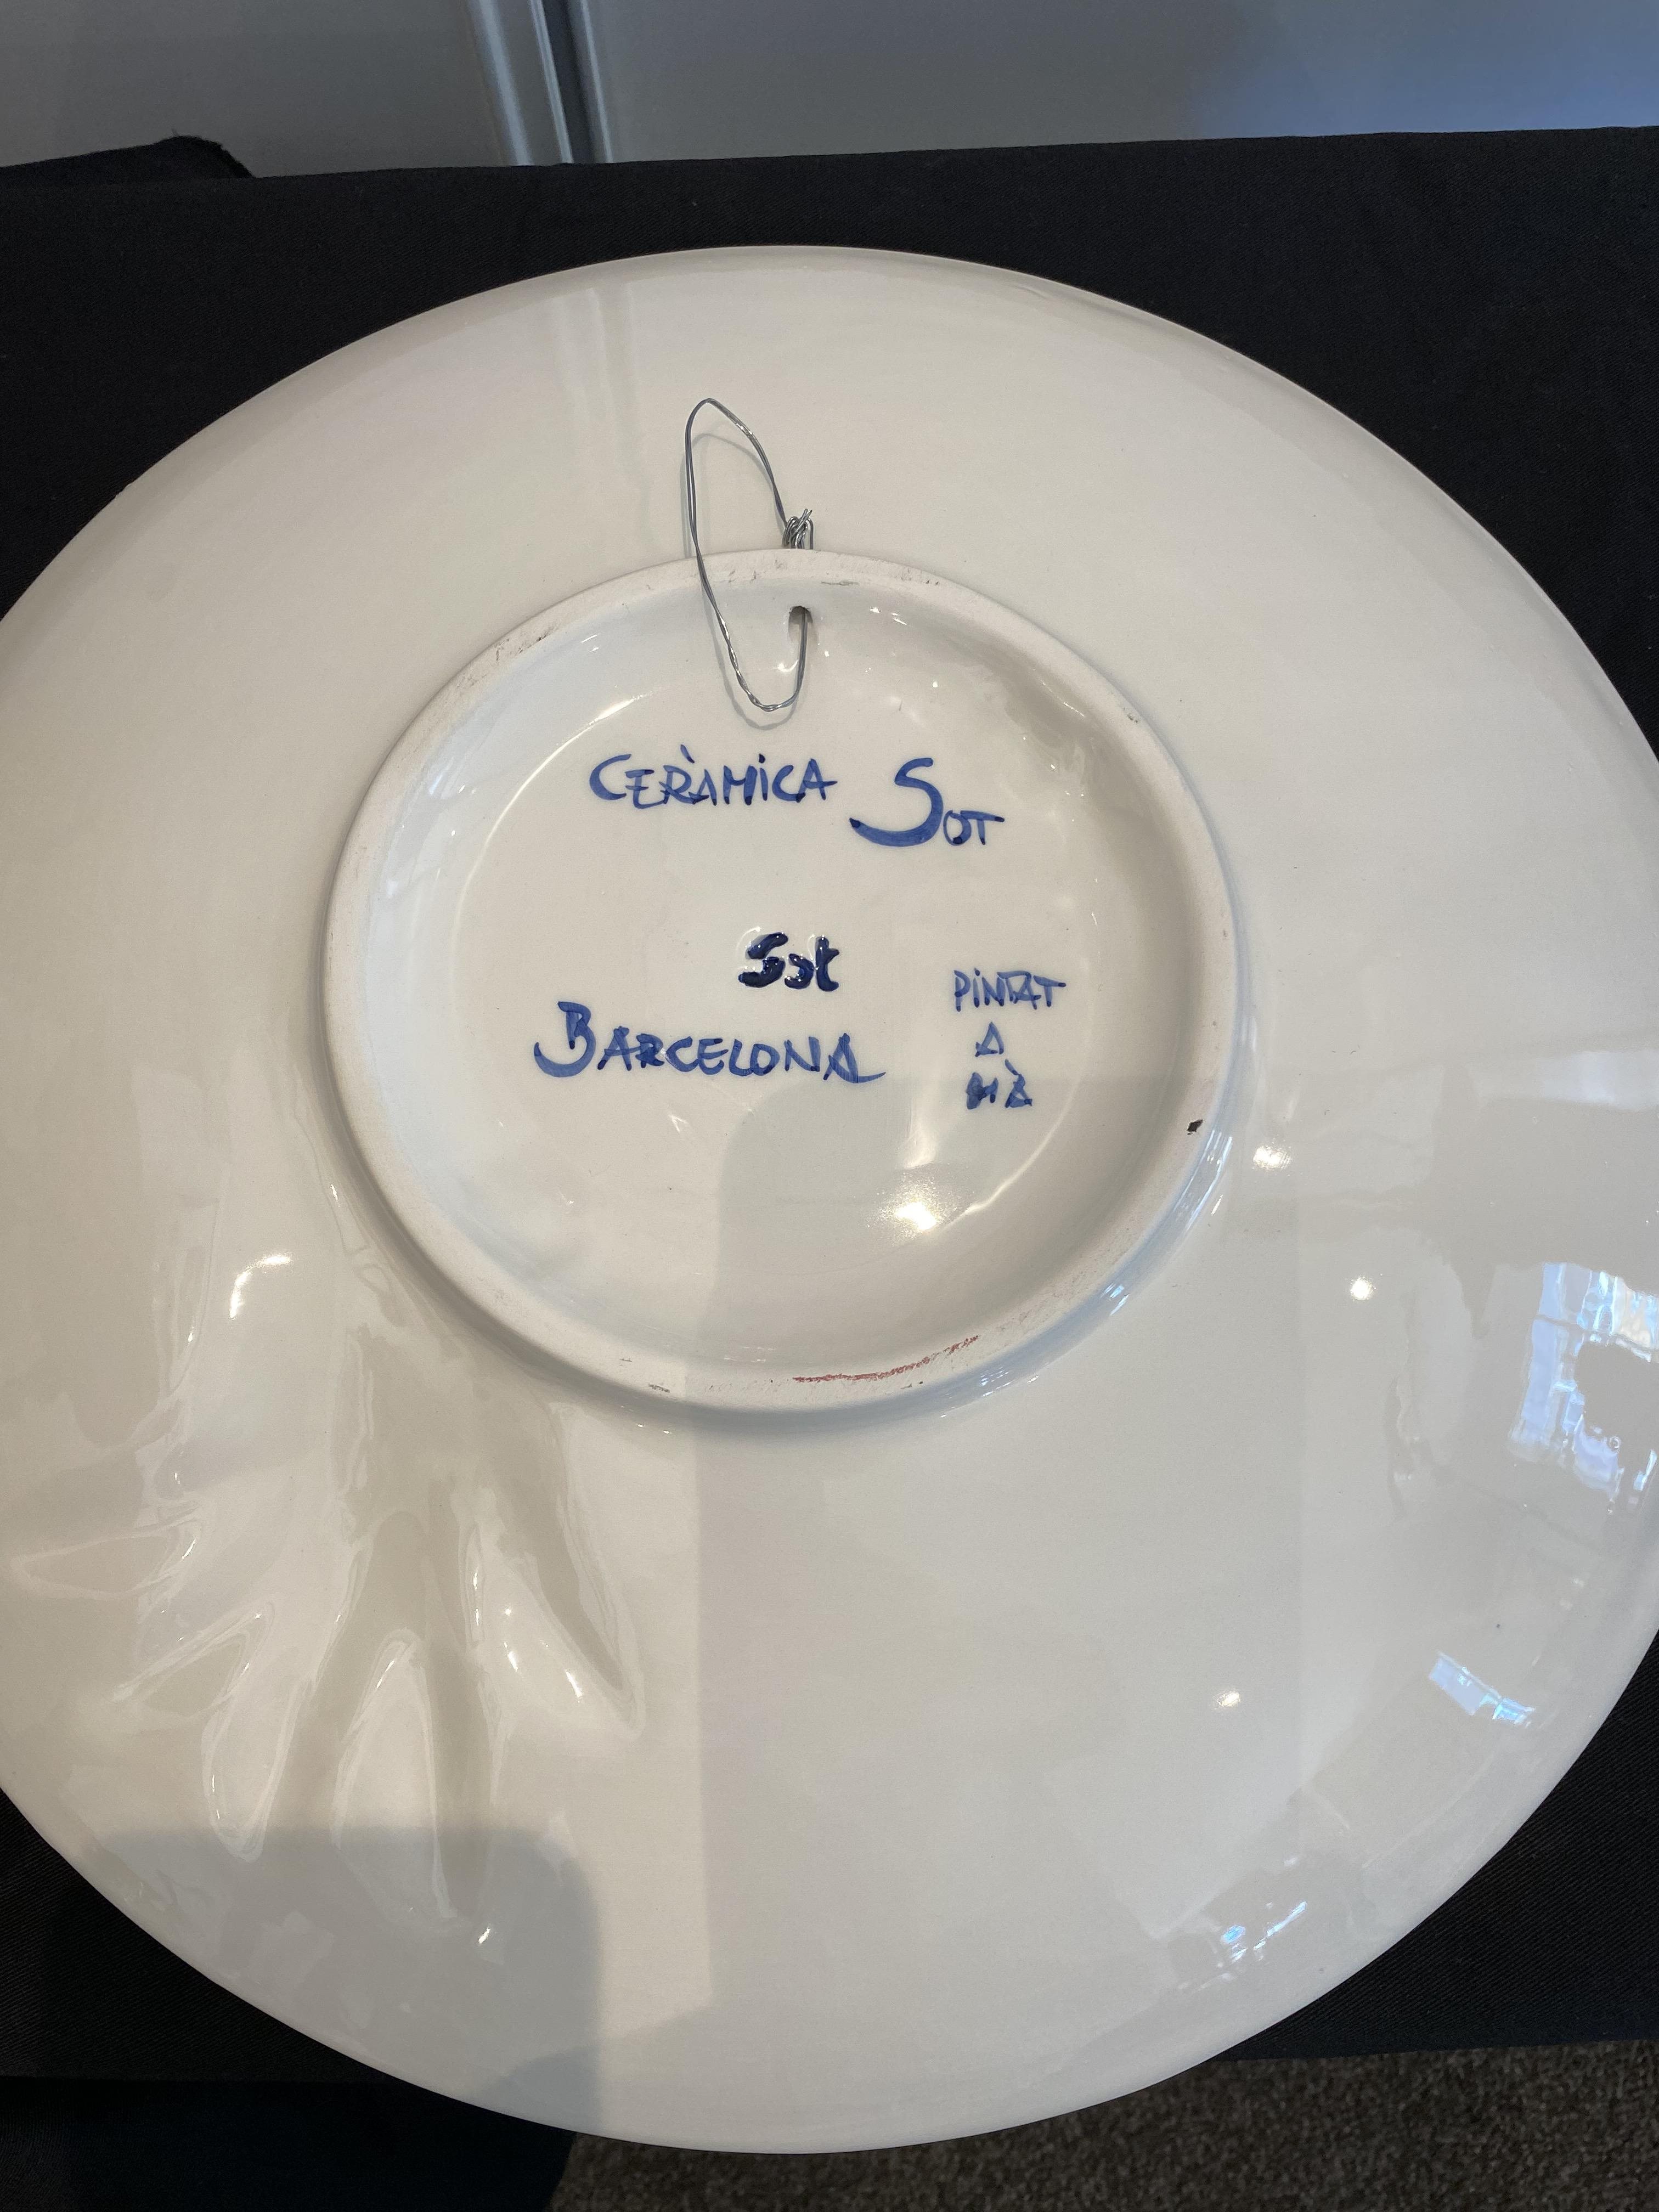 CERÀMICA SOT
Sot
BARCELONA
PINTAT
A
MÀ